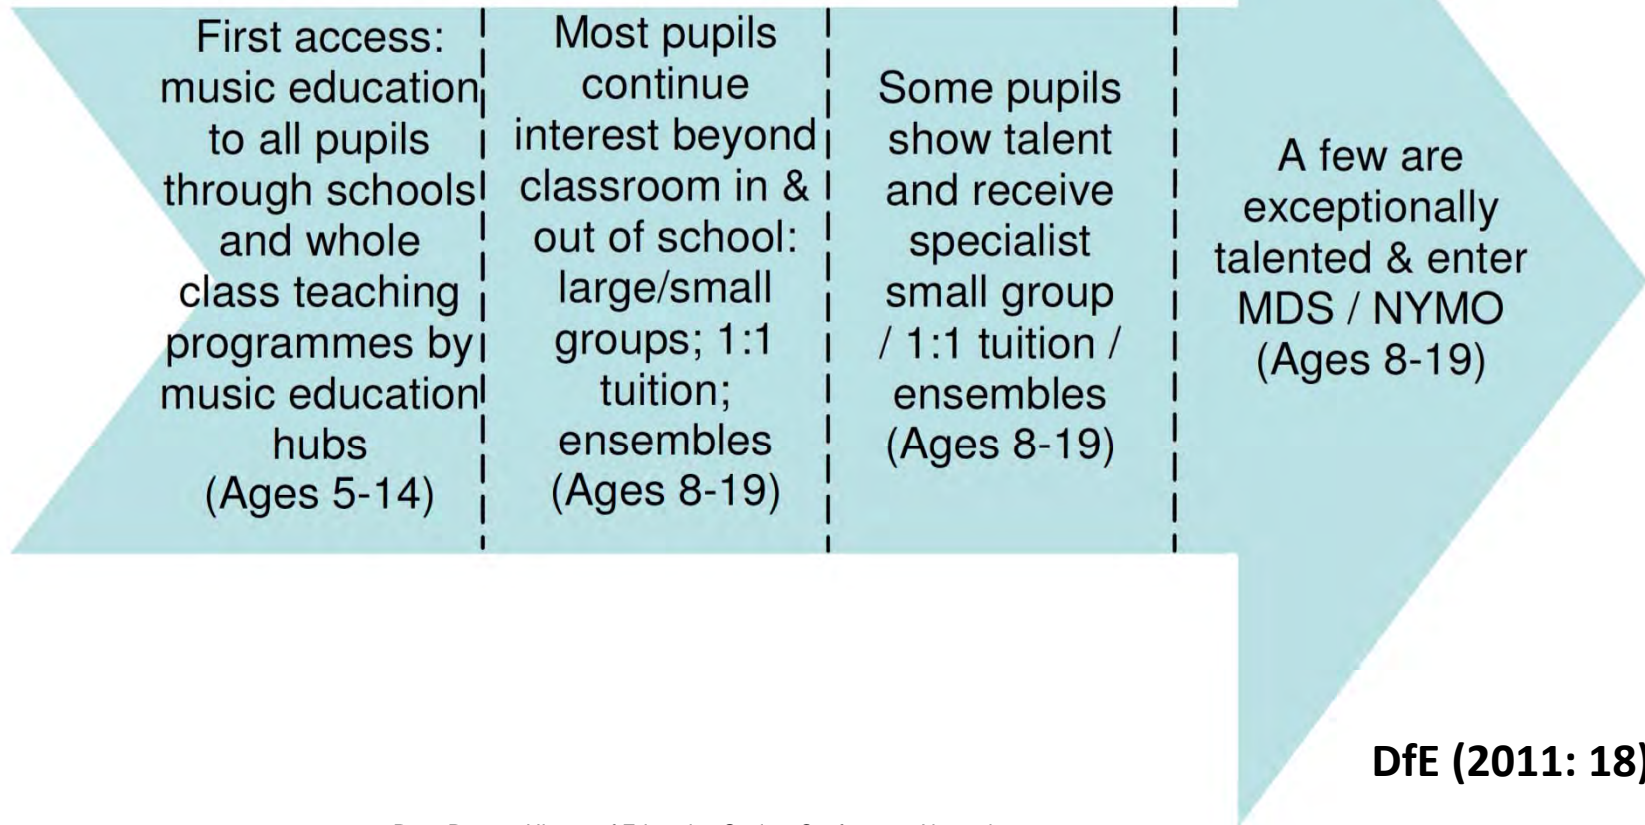 First access:
music education
to all pupils
through schools
and whole
class teaching
programmes by
music education
hubs
(Ages 5-14)
Most pupils
continue
interest beyond
classroom in &
out of school:
large/small
groups; 1:1
tuition;
ensembles
(Ages 8-19)
Some pupils
show talent
and receive
specialist
small group
/ 1:1 tuition /
ensembles
(Ages 8-19)
A few are
exceptionally
talented & enter
MDS / NYMO
(Ages 8-19)
DfE (2011: 18)